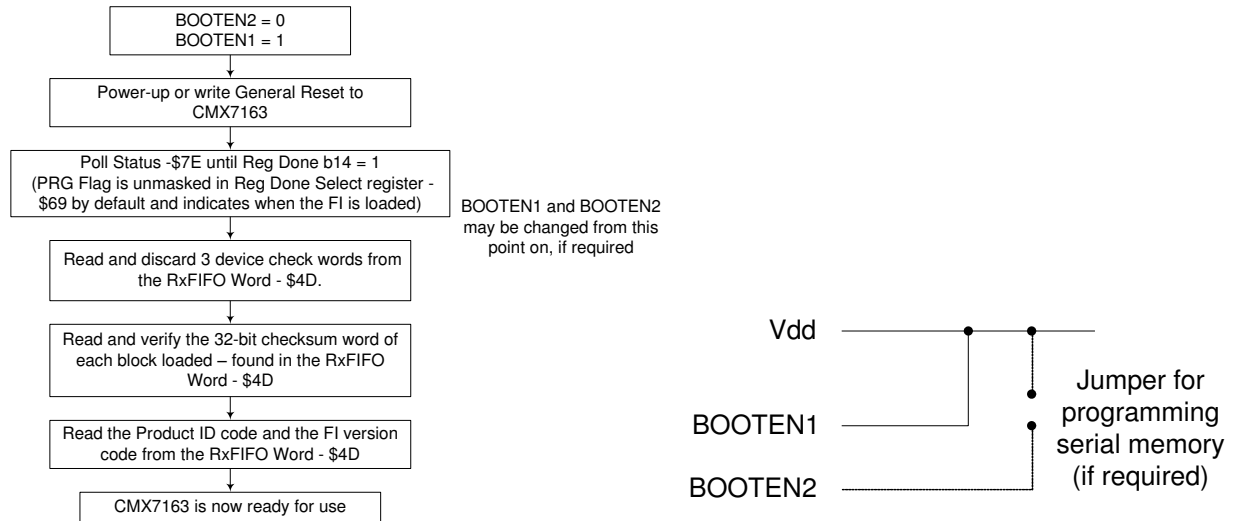 BOOTEN2 = 0
BOOTEN1 = 1
Power-up or write General Reset to
CMX7163
Poll Status -$7E until Reg Done b14 = 1
(PRG Flag is unmasked in Reg Done Select register -
$69 by default and indicates when the FI is loaded)
BOOTEN1 and BOOTEN2
may be changed from this
point on, if required
Read and discard 3 device check words from
the RxFIFO Word - $4D.
Read and verify the 32-bit checksum word of
each block loaded – found in the RxFIFO
Word - $4D
Read the Product ID code and the FI version
code from the RxFIFO Word - $4D
CMX7163 is now ready for use
Vdd
BOOTEN1
BOOTEN2
Jumper for
programming
serial memory
(if required)